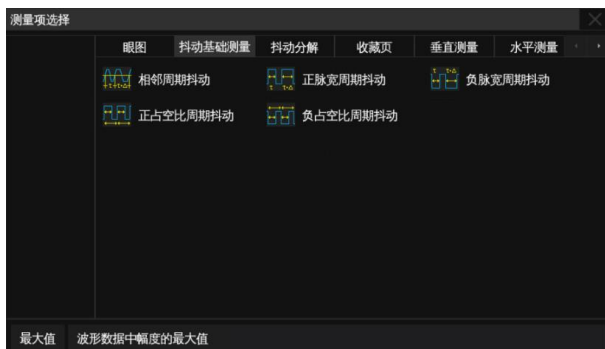 测量项选择
眼图 抖动基础测量 抖动分解 收藏页 垂直测量 水平测量
相邻周期抖动 正脉宽周期抖动 负脉宽周期抖动
正占空比周期抖动 负占空比周期抖动
最大值 波形数据中幅度的最大值